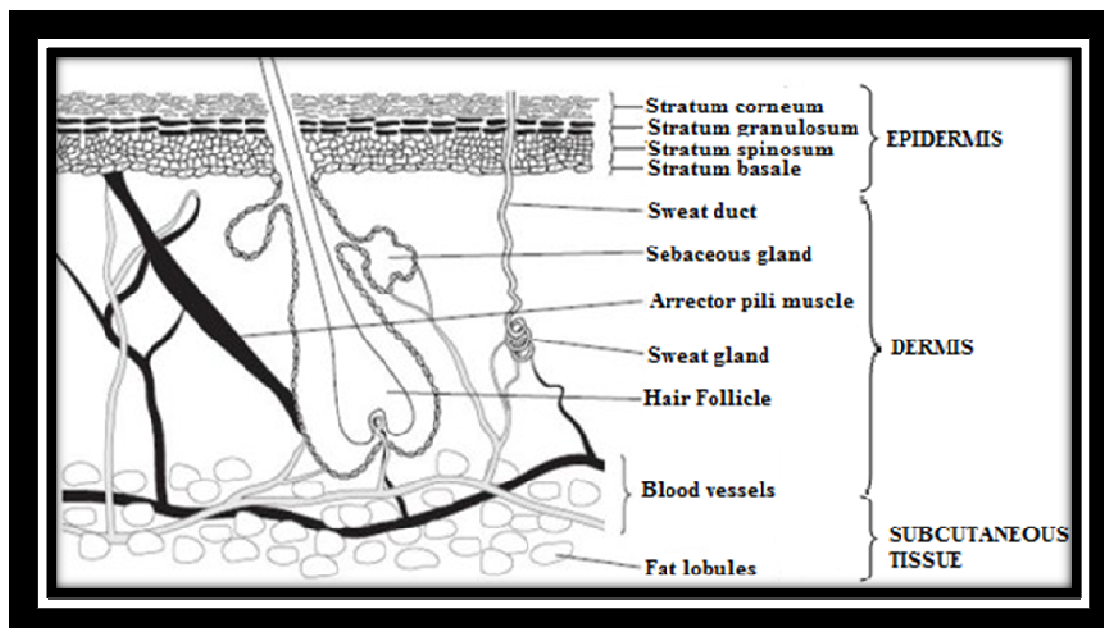 Stratum corneum
Stratum granulosum
Stratum spinosum
Stratum basale
EPIDERMIS
Sweat duct
Sebaceous gland
Arrector pili muscle
Sweat gland
DERMIS
Hair Follicle
Blood vessels
SUBCUTANEOUS
TISSUE
Fat lobules